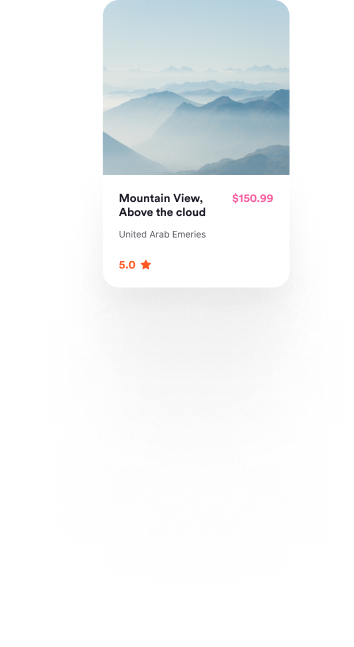 Mountain View,
Above the cloud
$150.99
United Arab Emeries
5.0